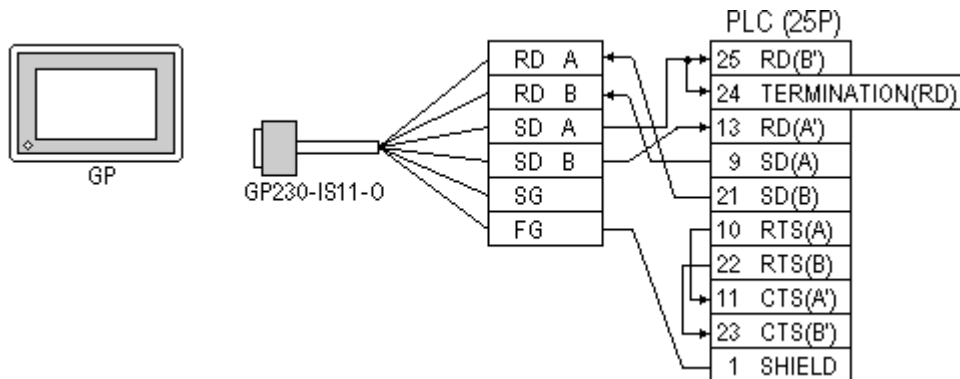 PLC (25P)
RD A
25 RD(B')
RD B
24 TERMINATION(RD)
SD A
13 RD(A')
SD B
9 SD(A)
SG
21 SD(B)
FG
10 RTS(A)
22 RTS(B)
11 CTS(A')
23 CTS(B')
1 SHIELD
GP
GP230-IS11-O